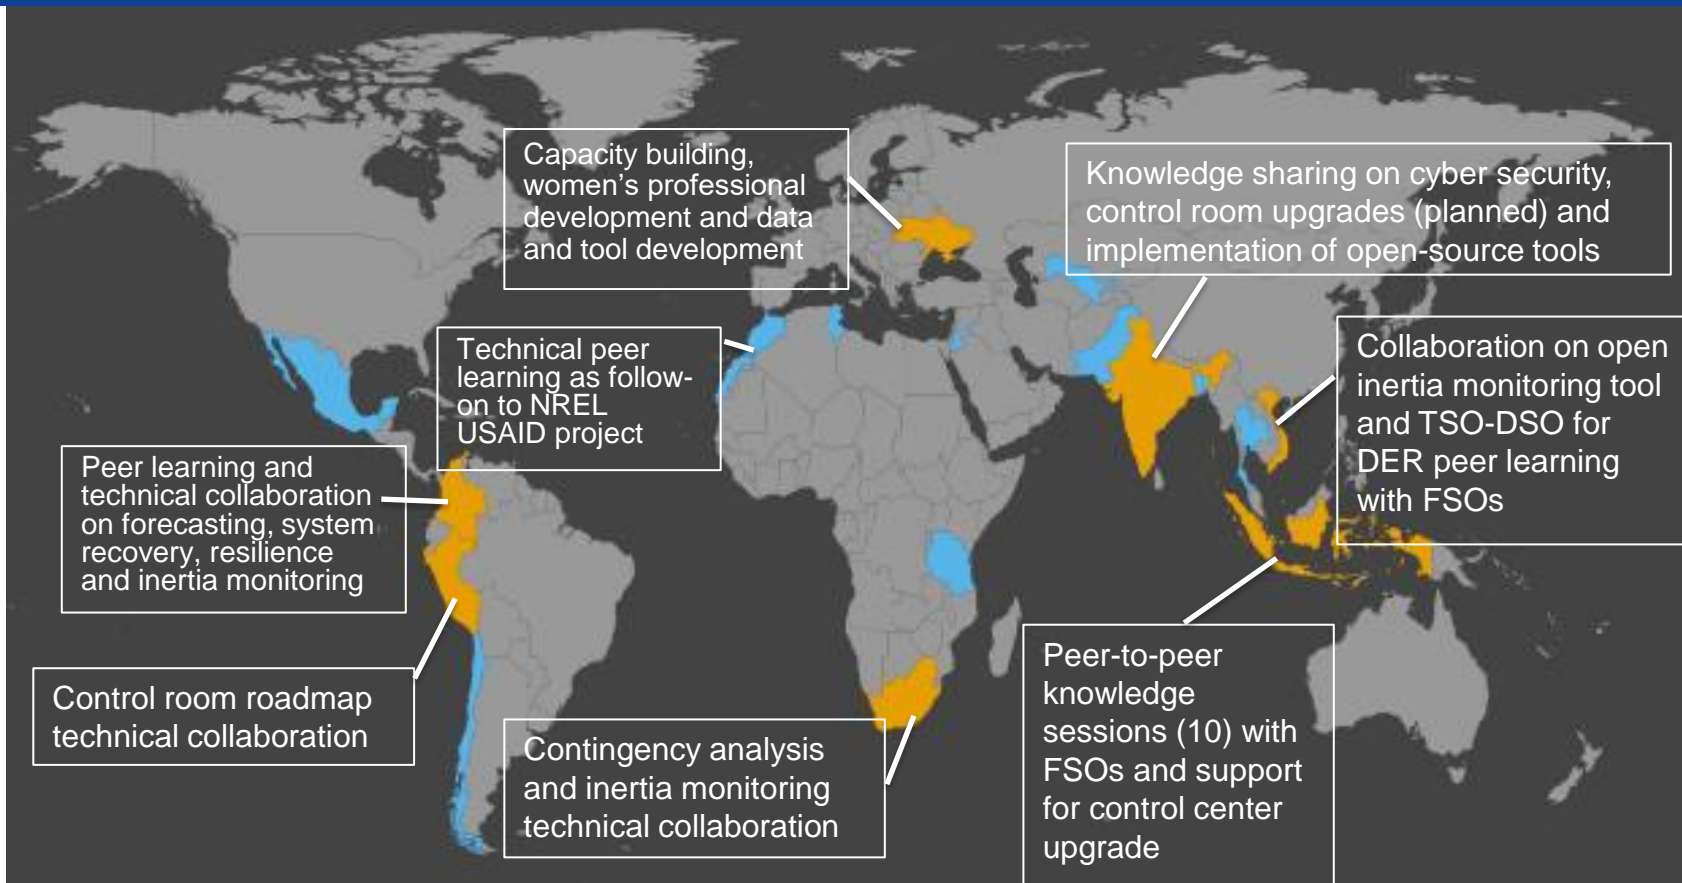 Capacity building,
women's professional
development and data
and tool development
Knowledge sharing on cyber security,
control room upgrades (planned) and
implementation of open-source tools
Technical peer
learning as follow-
on to NREL
USAID project
Collaboration on open
inertia monitoring tool
and TSO-DSO for
DER peer learning
with FSOs
Peer learning and
technical collaboration
on forecasting, system
recovery, resilience
and inertia monitoring
Control room roadmap
technical collaboration
Contingency analysis
and inertia monitoring
technical collaboration
Peer-to-peer
knowledge
sessions (10) with
FSOs and support
for control center
upgrade